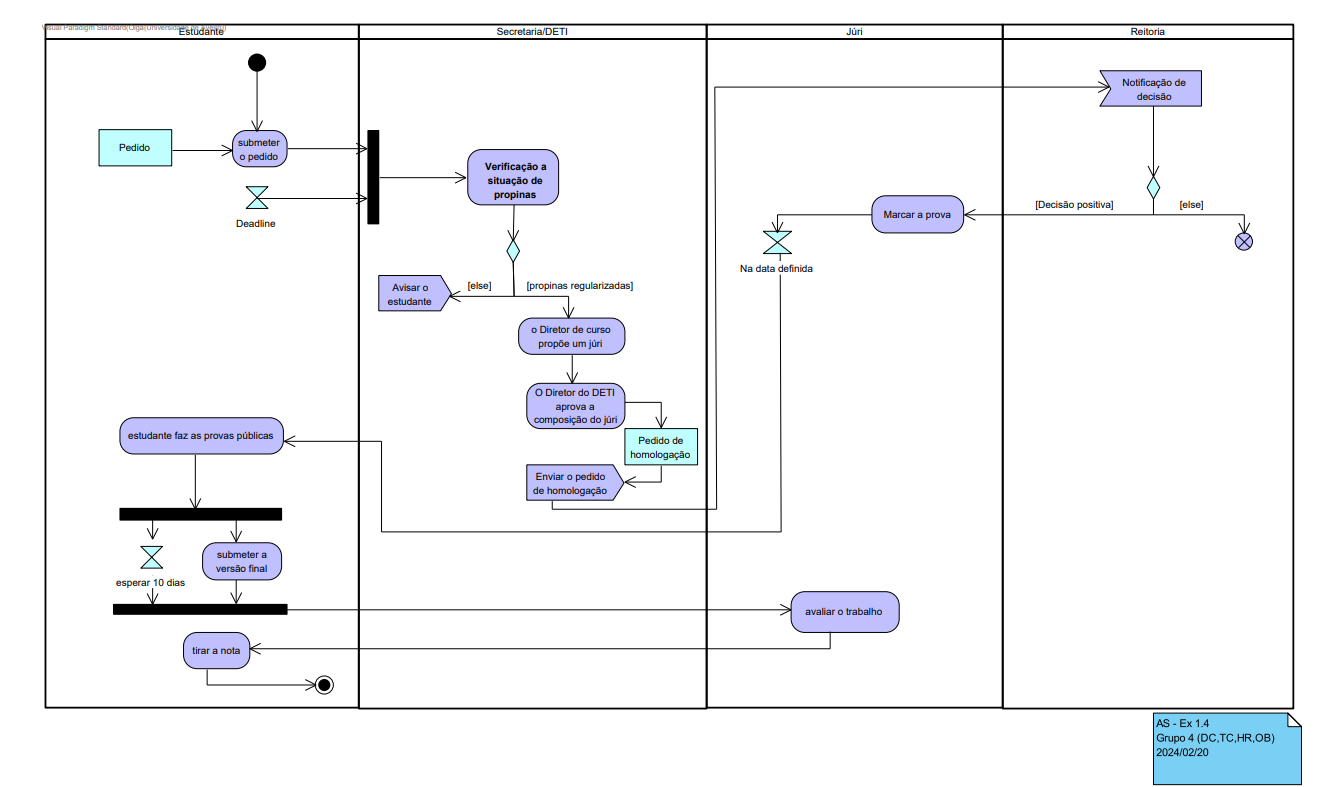 Visual Paradigm Standard(Olga(Universidade de Aveiro))
Estudante
Secretaria/DETI
Júri
Reitoria
Notificação de
decisão
Pedido
submeter
o pedido
Deadline
Verificação a
situação de
propinas
Marcar a prova
[Decisão positiva]
[else]
Na data definida
Avisar o
estudante
[else]
[propinas regularizadas]
o Diretor de curso
propõe um júri
O Diretor do DETI
aprova a
composição do júri
Pedido de
homologação
Enviar o pedido
de homologação
estudante faz as provas públicas
submeter a
versão final
esperar 10 dias
avaliar o trabalho
tirar a nota
AS - Ex 1.4
Grupo 4 (DC,TC,HR,OB)
2024/02/20